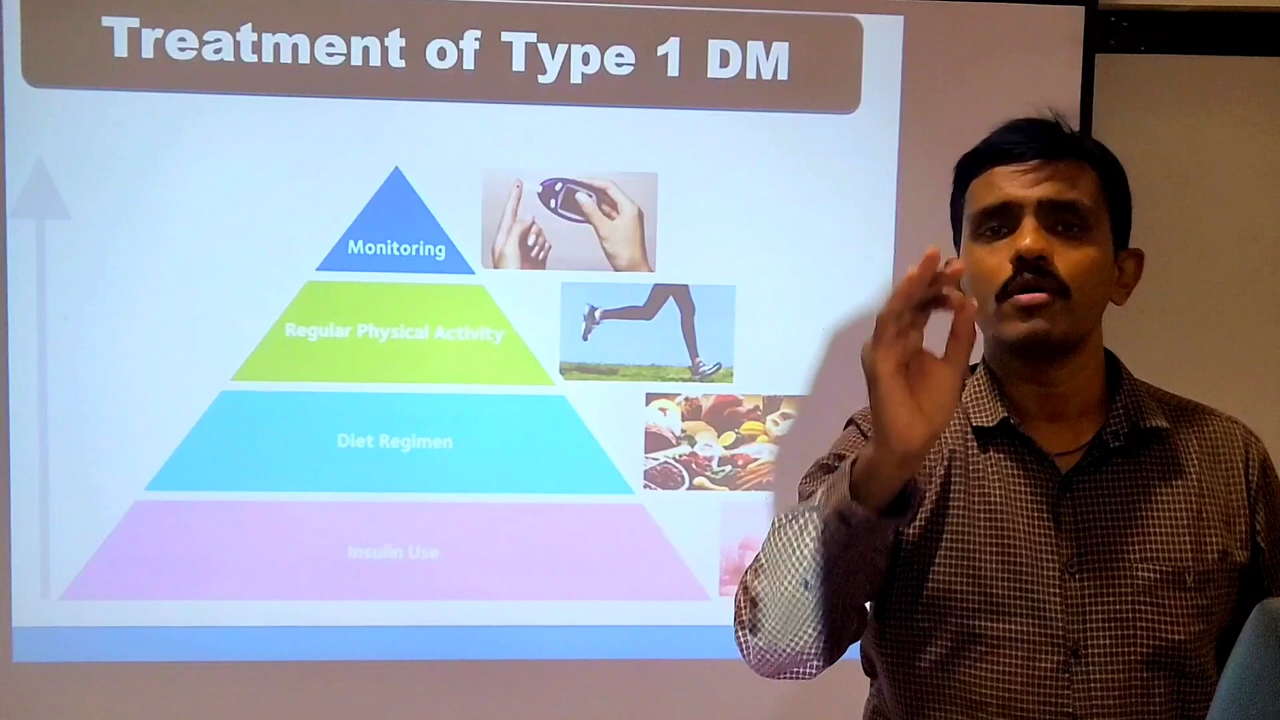 Treatment of Type 1 DM
Monitoring
Regular Physical Activity
Diet Regimen
Insulin Use